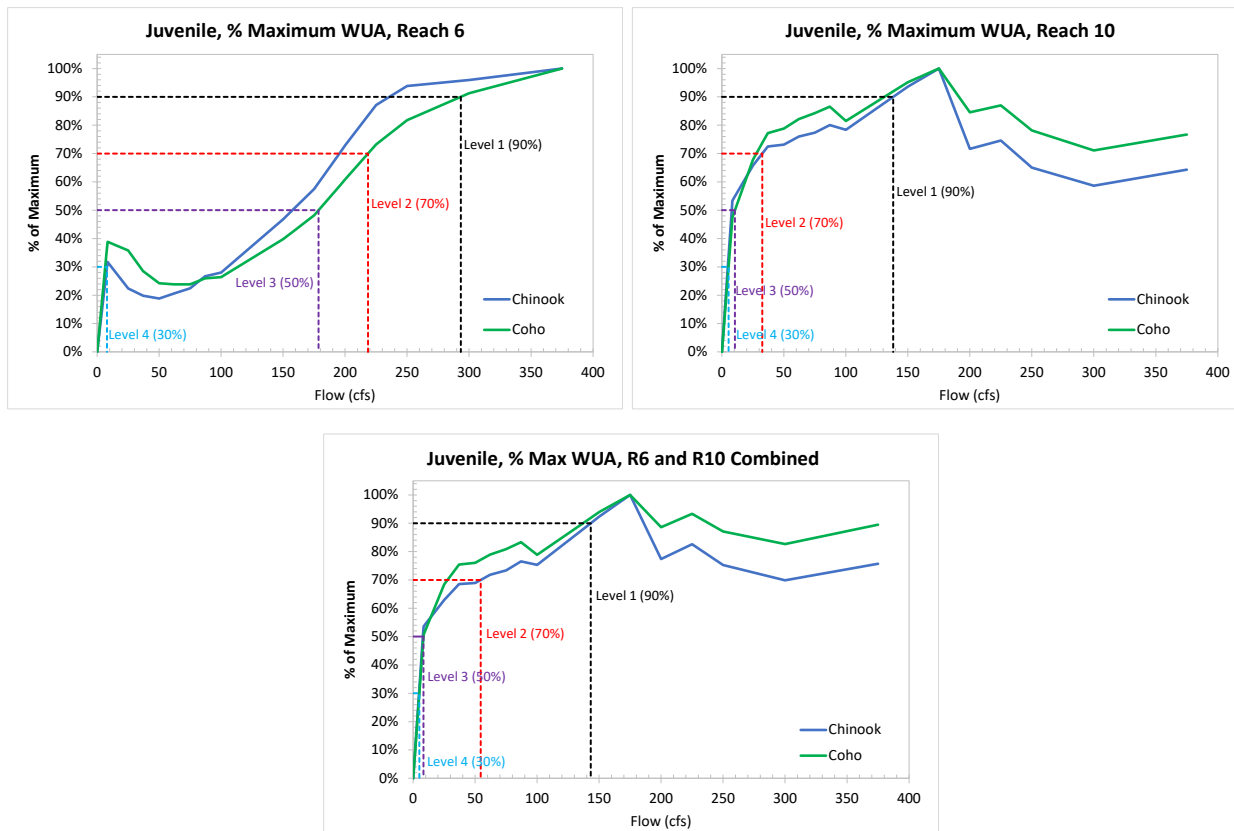 Juvenile, % Maximum WUA, Reach 6
100%
90%
80%
70%
60%
50%
40%
30%
20%
10%
0%
% of Maximum
Level 1 (90%)
Level 2 (70%)
Level 3 (50%)
Level 4 (30%)
Chinook
Coho
0 50 100 150 200 250 300 350 400
Flow (cfs)
Juvenile, % Maximum WUA, Reach 10
100%
90%
80%
70%
60%
50%
40%
30%
20%
10%
0%
% of Maximum
Level 1 (90%)
Level 2 (70%)
Level 3 (50%)
Level 4 (30%)
Chinook
Coho
0 50 100 150 200 250 300 350 400
Flow (cfs)
Juvenile, % Max WUA, R6 and R10 Combined
100%
90%
80%
70%
60%
50%
40%
30%
20%
10%
0%
% of Maximum
Level 1 (90%)
Level 2 (70%)
Level 3 (50%)
Level 4 (30%)
Chinook
Coho
0 50 100 150 200 250 300 350 400
Flow (cfs)